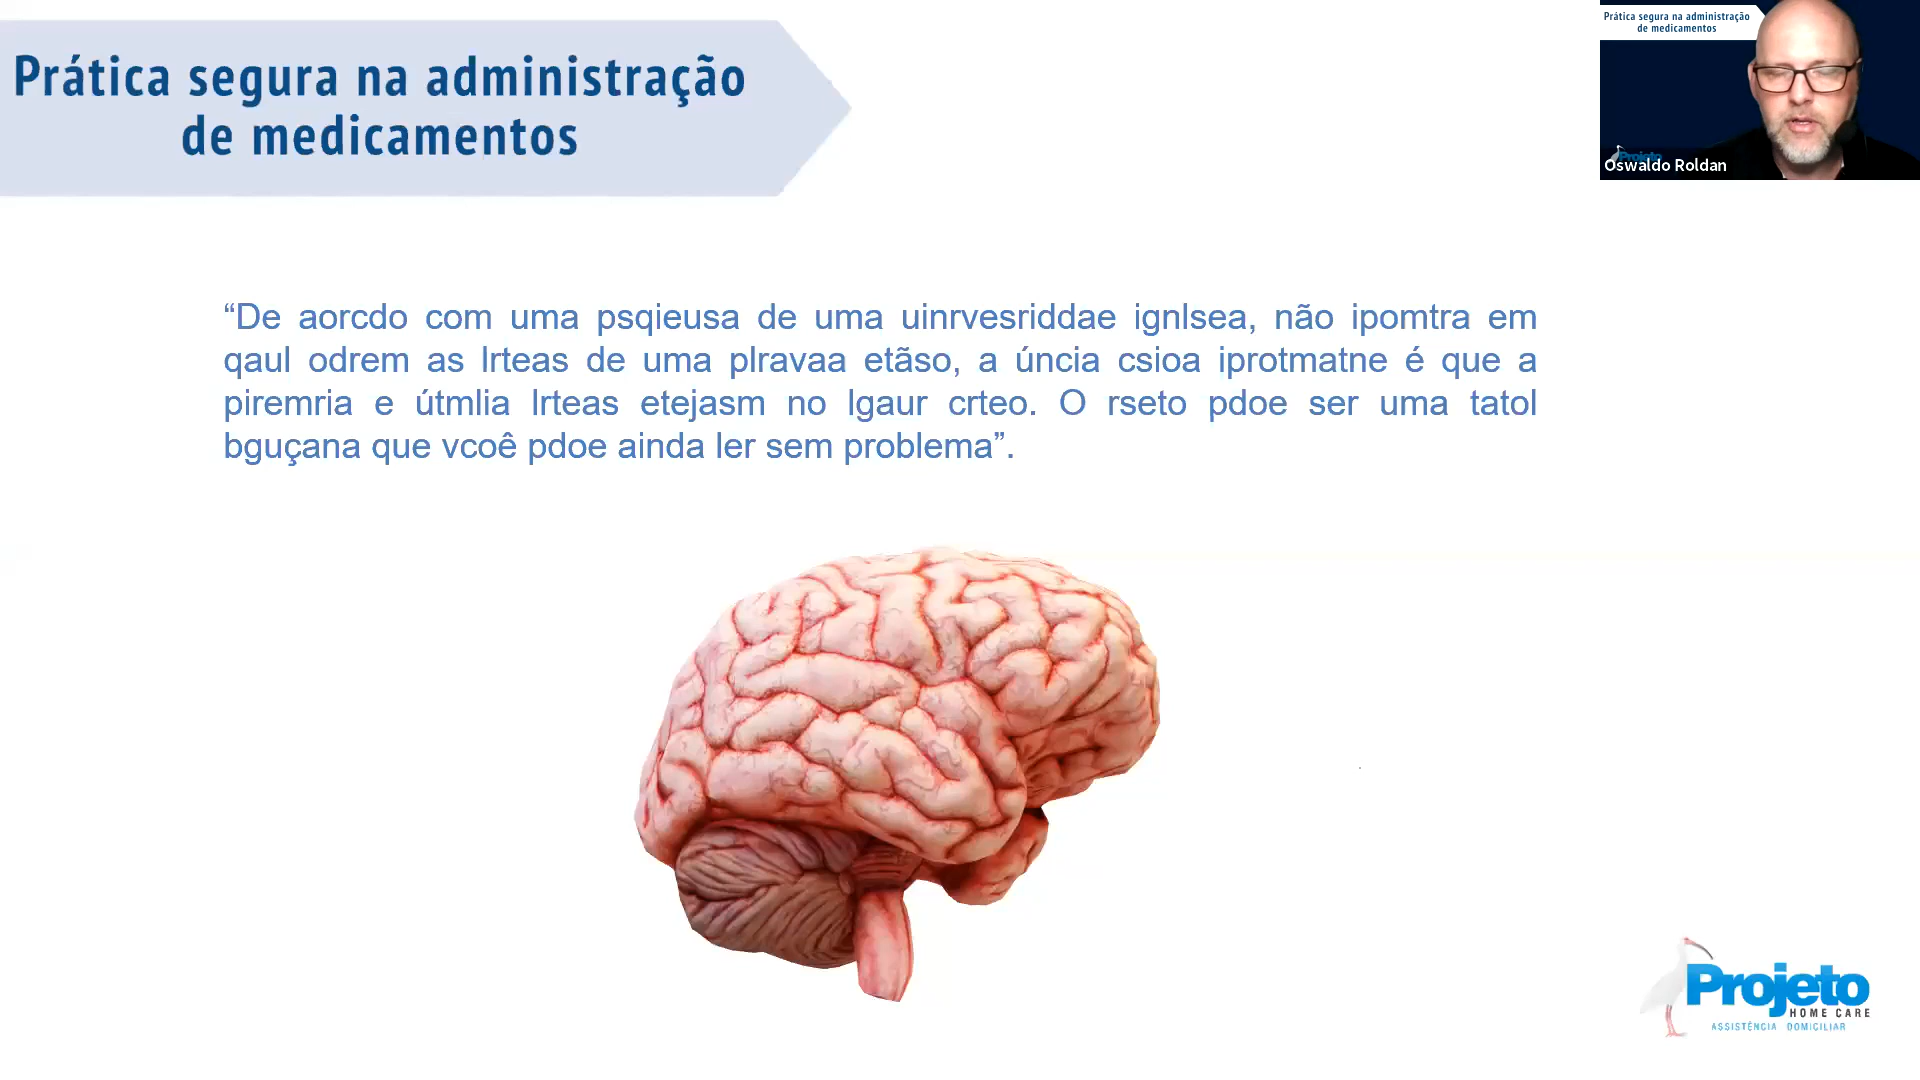 Prática segura na administração
de medicamentos
Prática segura na administração
de medicamentos
Projeto
Oswaldo Roldan
“De aorcdo com uma psqieusa de uma uinrvesriddae ignlsea, não ipomtra em
qaul odrem as lrteas de uma plravaa etãso, a úncia csioa iprotmatne é que a
piremria e útmlia lrteas etejasm no lgaur crteo. O rseto pdoe ser uma tatol
bguçana que vcoê pdoe ainda ler sem problema”.
Projeto
HOME CARE
ASSISTÊNCIA DOMICILIAR